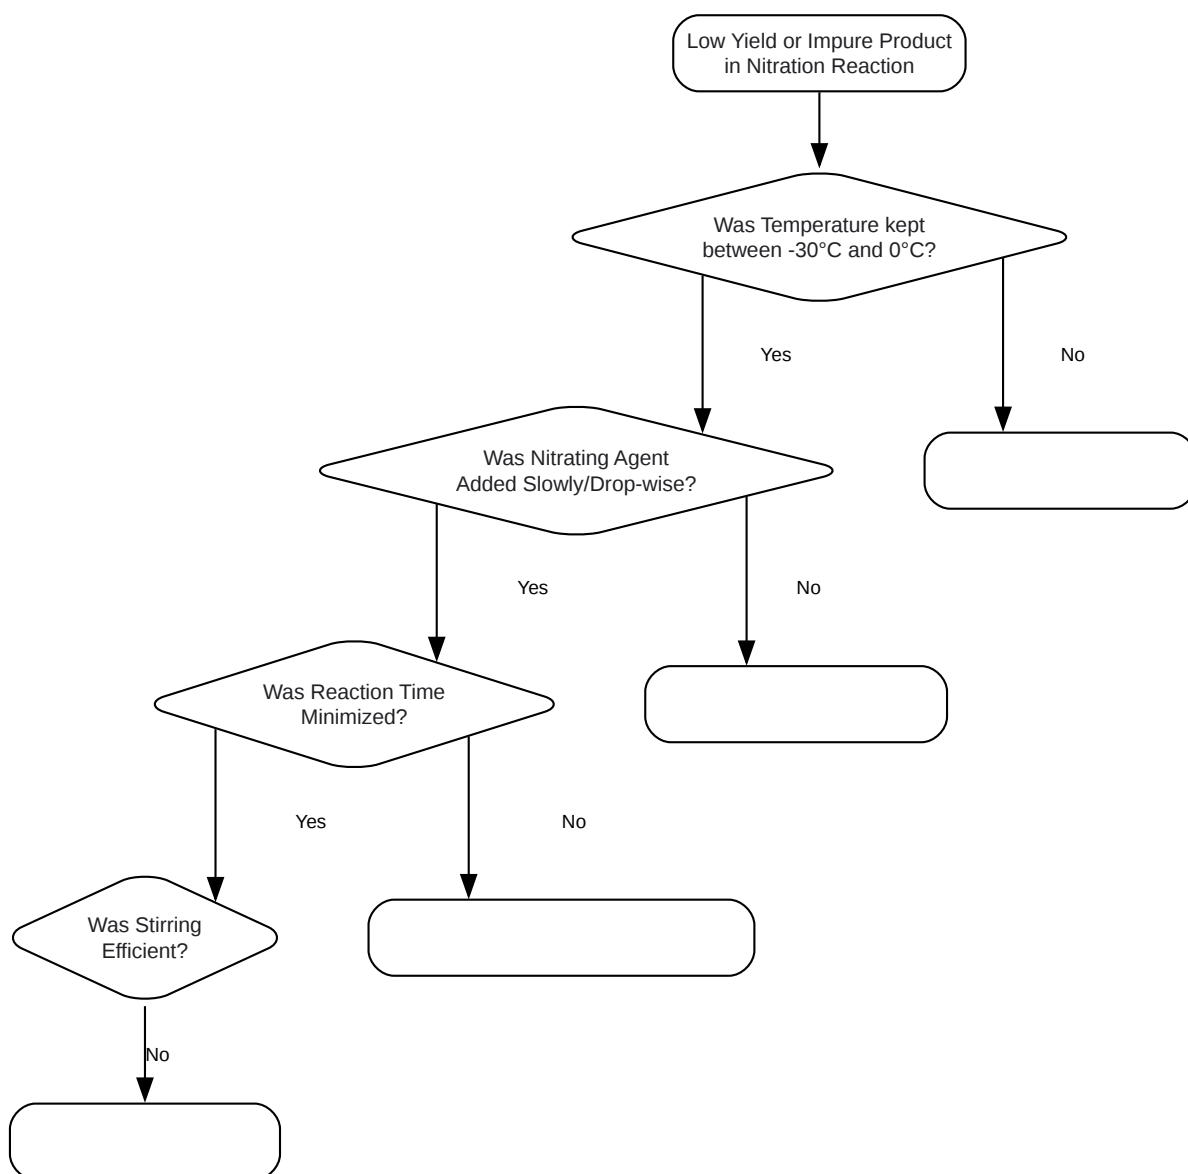 Low Yield or Impure Product
in Nitration Reaction
Was Temperature kept
between -30°C and 0°C?
Yes
No
Was Nitrating Agent
Added Slowly/Drop-wise?
Yes
No
Was Reaction Time
Minimized?
Yes
No
Was Stirring
Efficient?
No